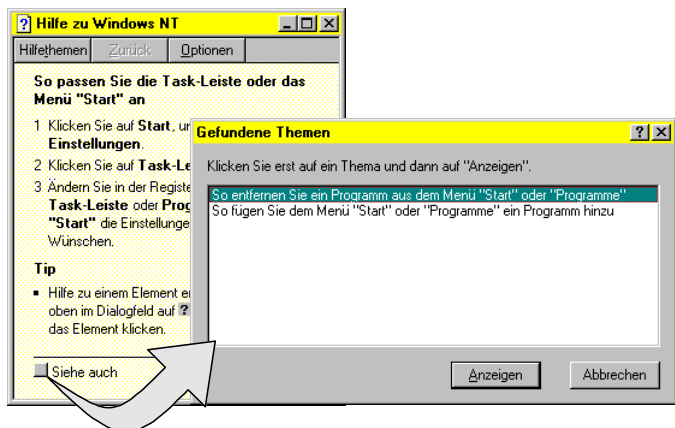 Hilfe zu Windows NT
Hilfethemen Zurück Optionen
So passen Sie die Task-Leiste oder das
Menü "Start" an
1 Klicken Sie auf Start, un
Einstellungen.
2 Klicken Sie auf Task-Le
3 Ändern Sie in der Registe
Task-Leiste oder Prog
"Start" die Einstellunge
Wünschen.
Tip
▪ Hilfe zu einem Element er
oben im Dialogfeld auf ?
das Element klicken.
Siehe auch
Gefundene Themen
Klicken Sie erst auf ein Thema und dann auf "Anzeigen".
So entfernen Sie ein Programm aus dem Menü "Start" oder "Programme"
So fügen Sie dem Menü "Start" oder "Programme" ein Programm hinzu
Anzeigen Abbrechen